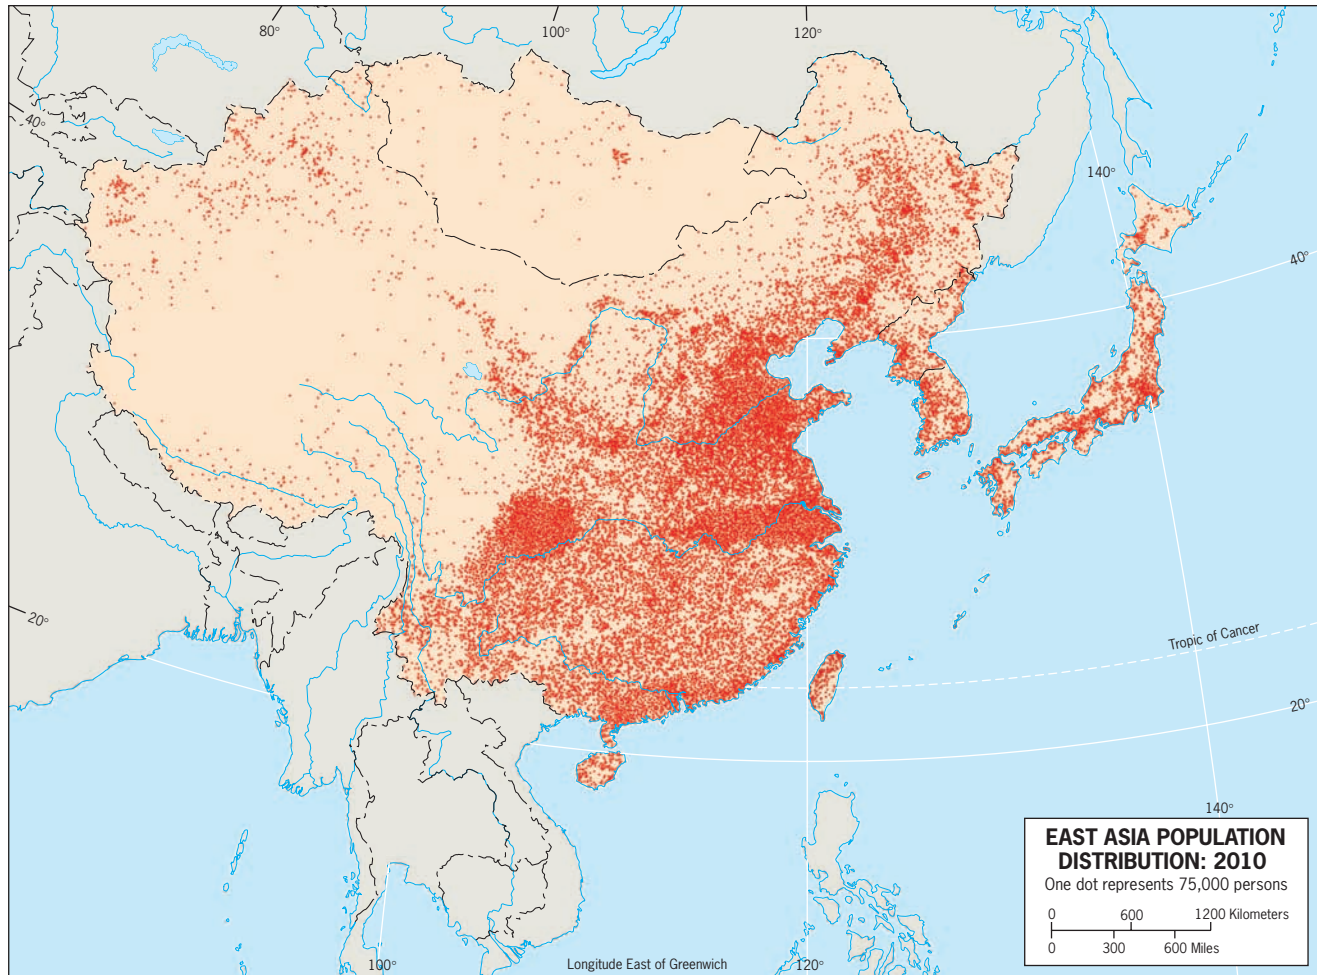 80°
100°
120°
40°
140°
40°
20°
Tropic of Cancer
20°
140°
EAST ASIA POPULATION
DISTRIBUTION: 2010
One dot represents 75,000 persons
0 600 1200 Kilometers
0 300 600 Miles
100°
Longitude East of Greenwich
120°